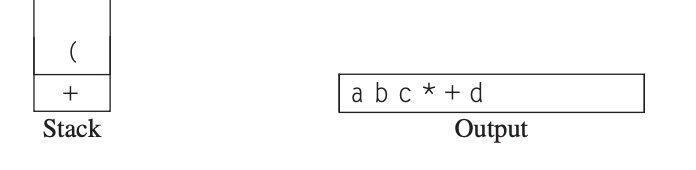 (
+
a b c * + d
Stack
Output